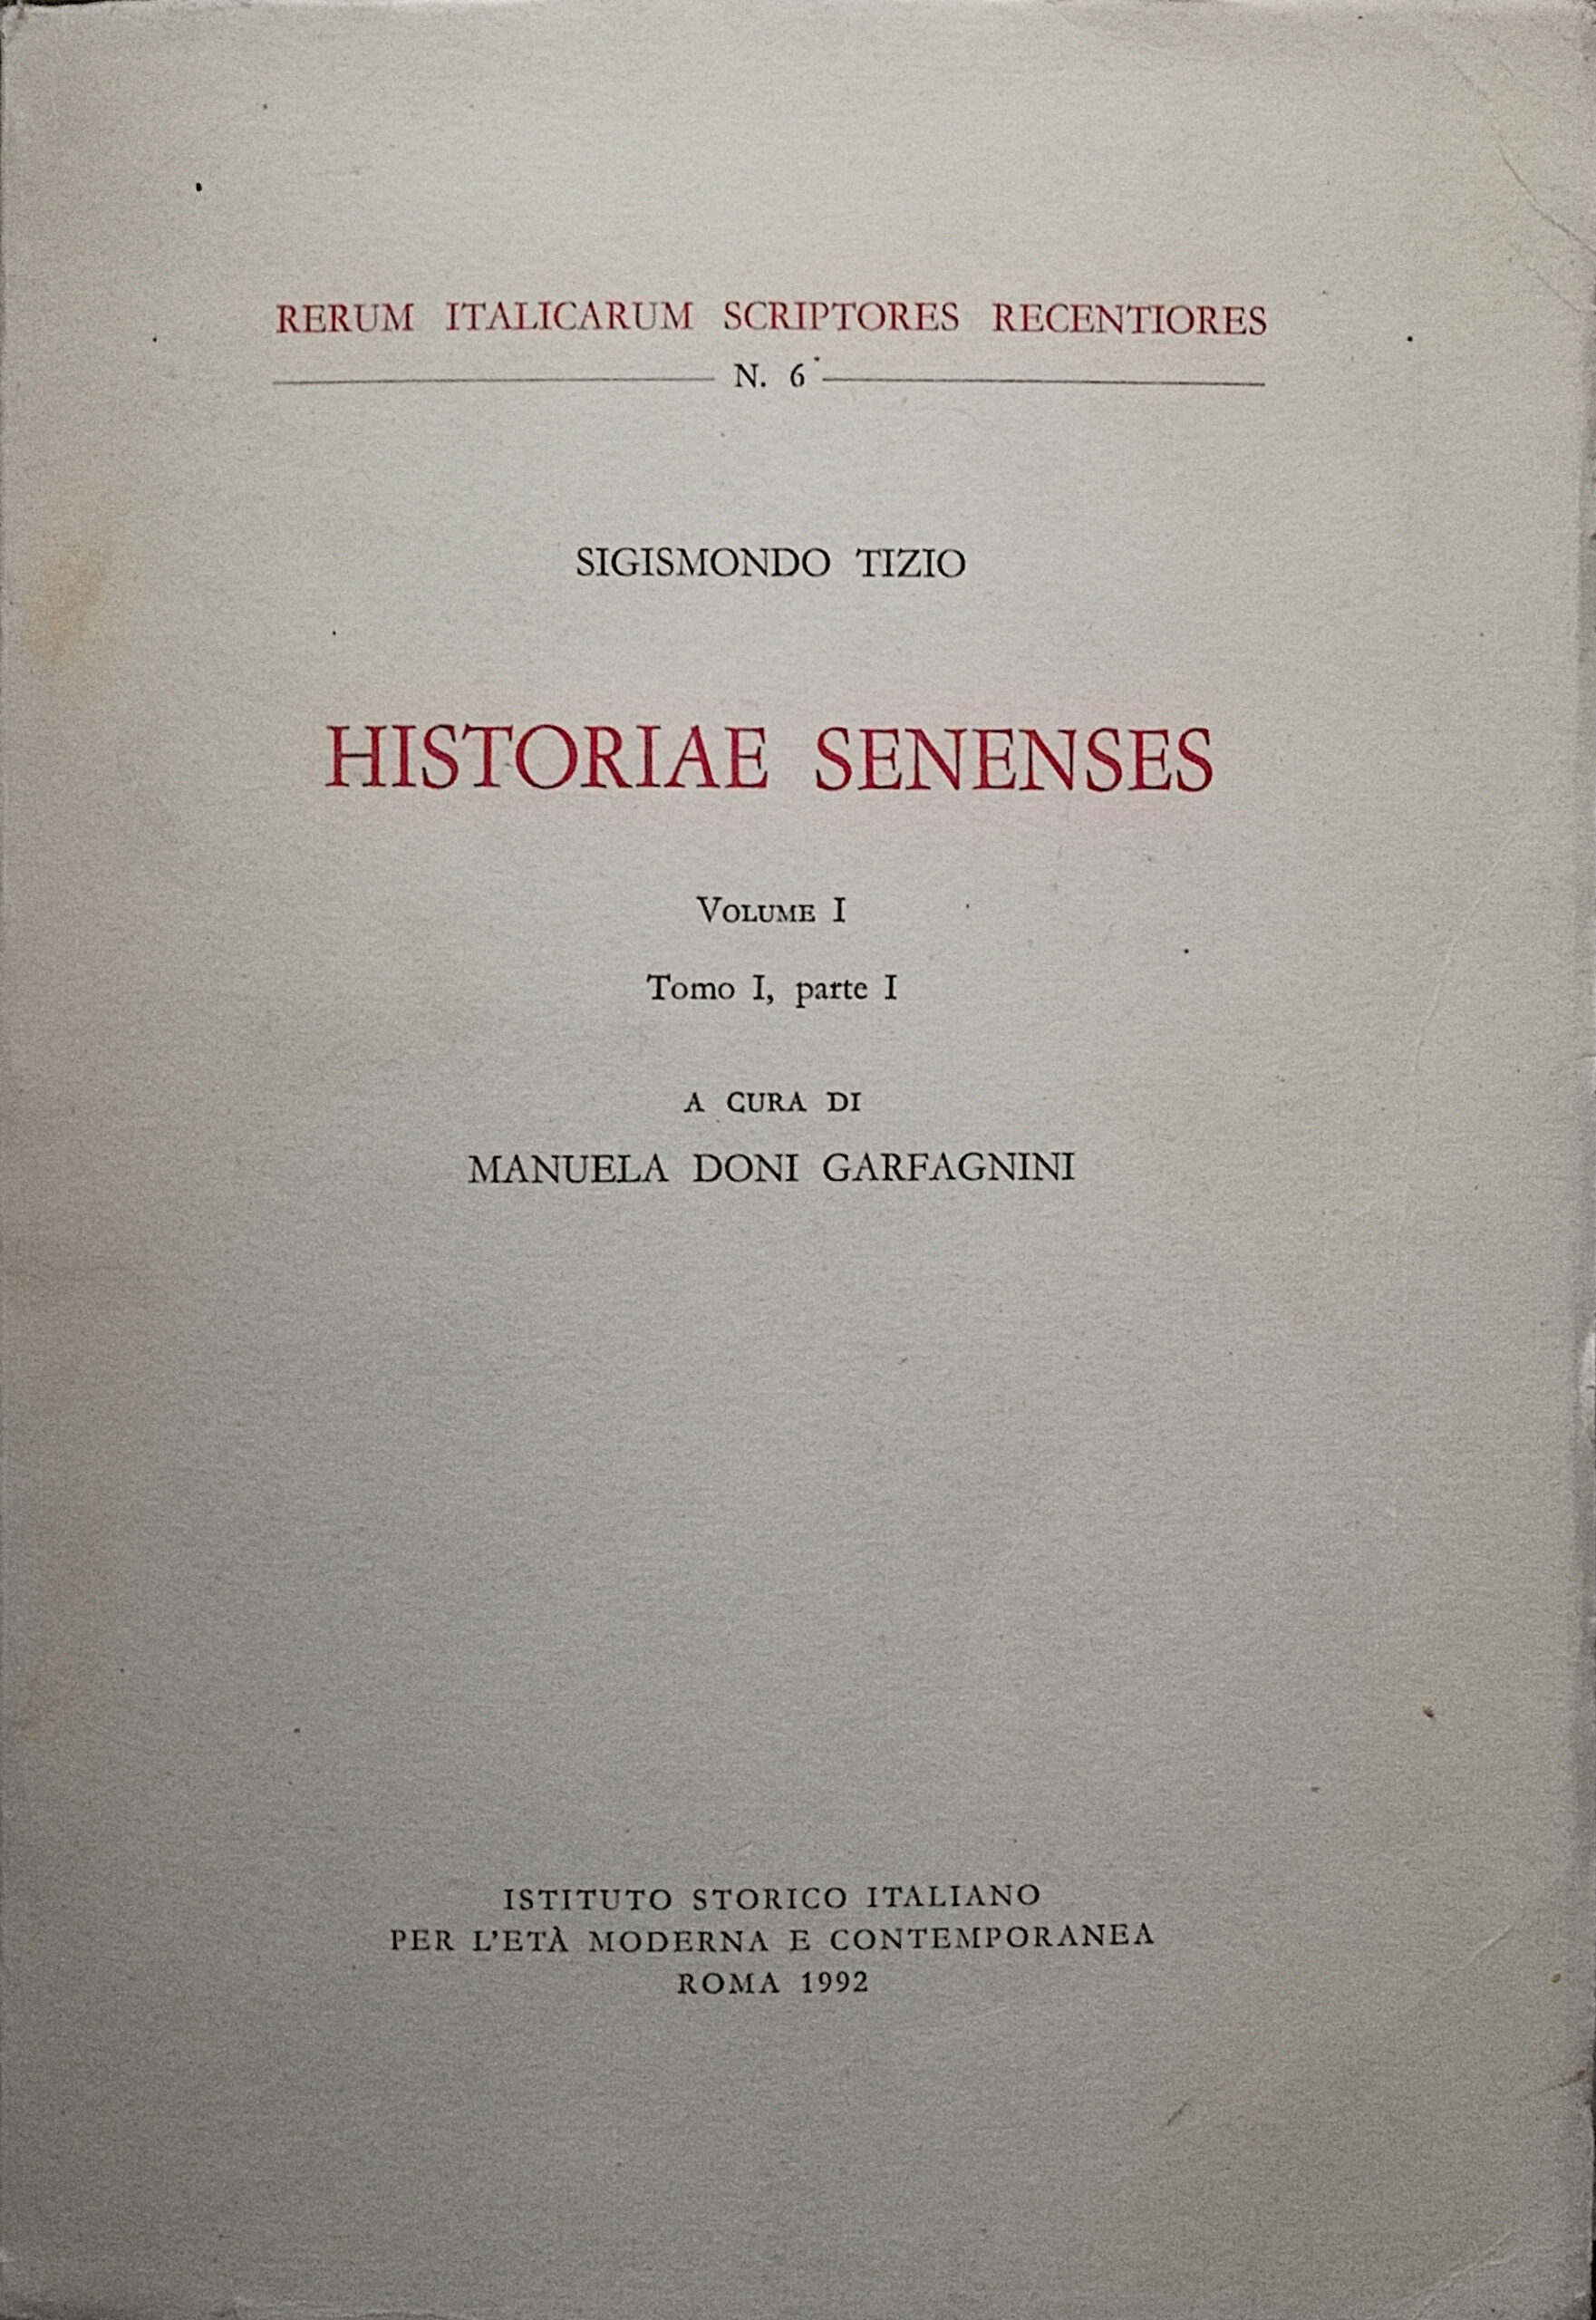 RERUM ITALICARUM SCRIPTORES RECENTIORES
N. 6
SIGISMONDO TIZIO
HISTORIAE SENENSES
VOLUME I
Tomo I, parte I
A CURA DI
MANUELA DONI GARFAGNINI
ISTITUTO STORICO ITALIANO
PER L'ETÀ MODERNA E CONTEMPORANEA
ROMA 1992